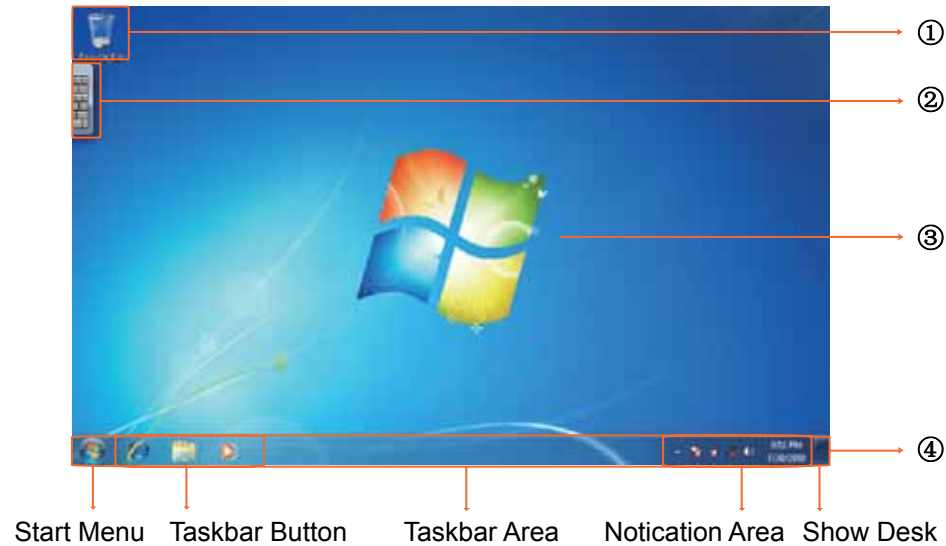 ①
②
③
④
Start Menu Taskbar Button Taskbar Area Notication Area Show Desk